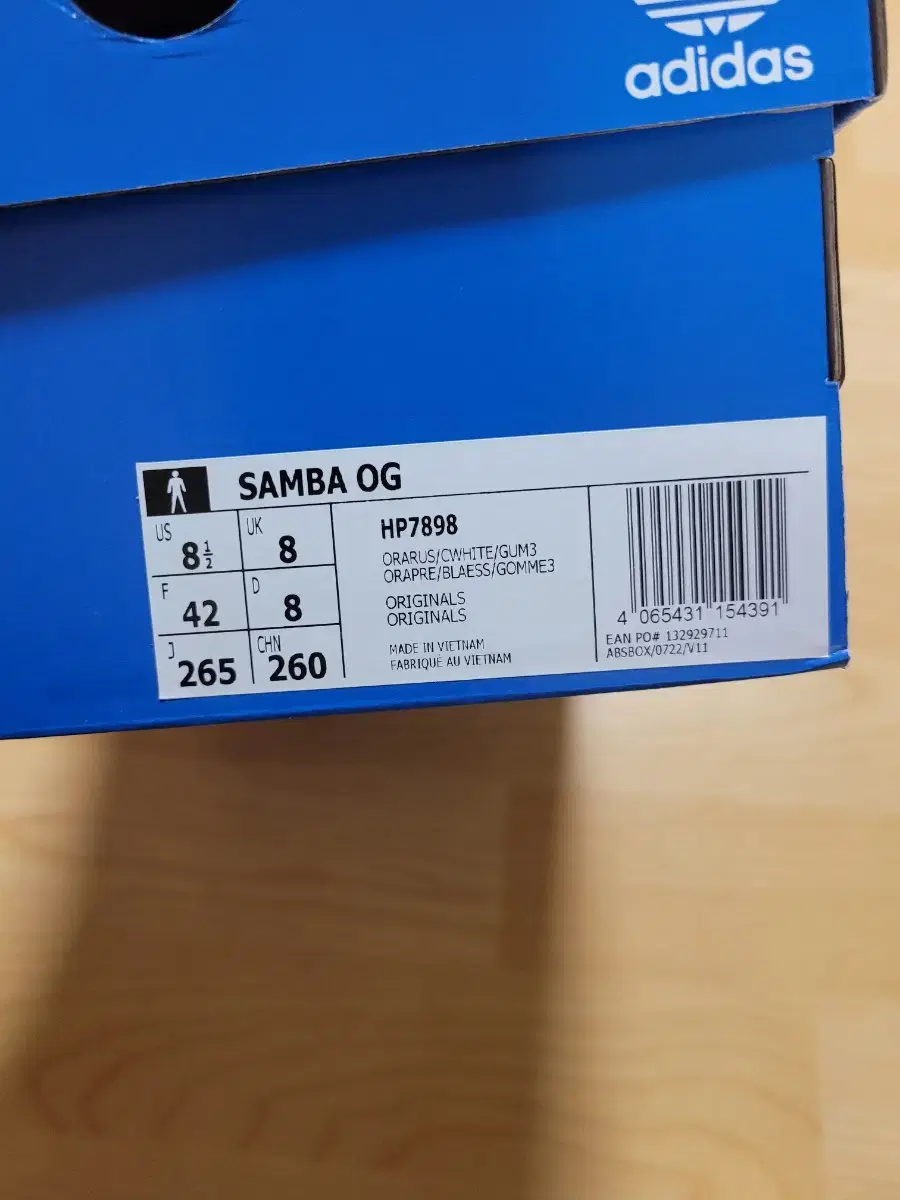 adidas
SAMBA OG
US
8½
UK
8
F
42
D
8
J
265
CHN
260
HP7898
ORARUS/CWHITE/GUM3
ORAPRE/BLAESS/GOMME3
ORIGINALS
ORIGINALS
MADE IN VIETNAM
FABRIQUÉ AU VIETNAM
4 065431 154391
EAN PO# 132929711
ABSBOX/0722/V11